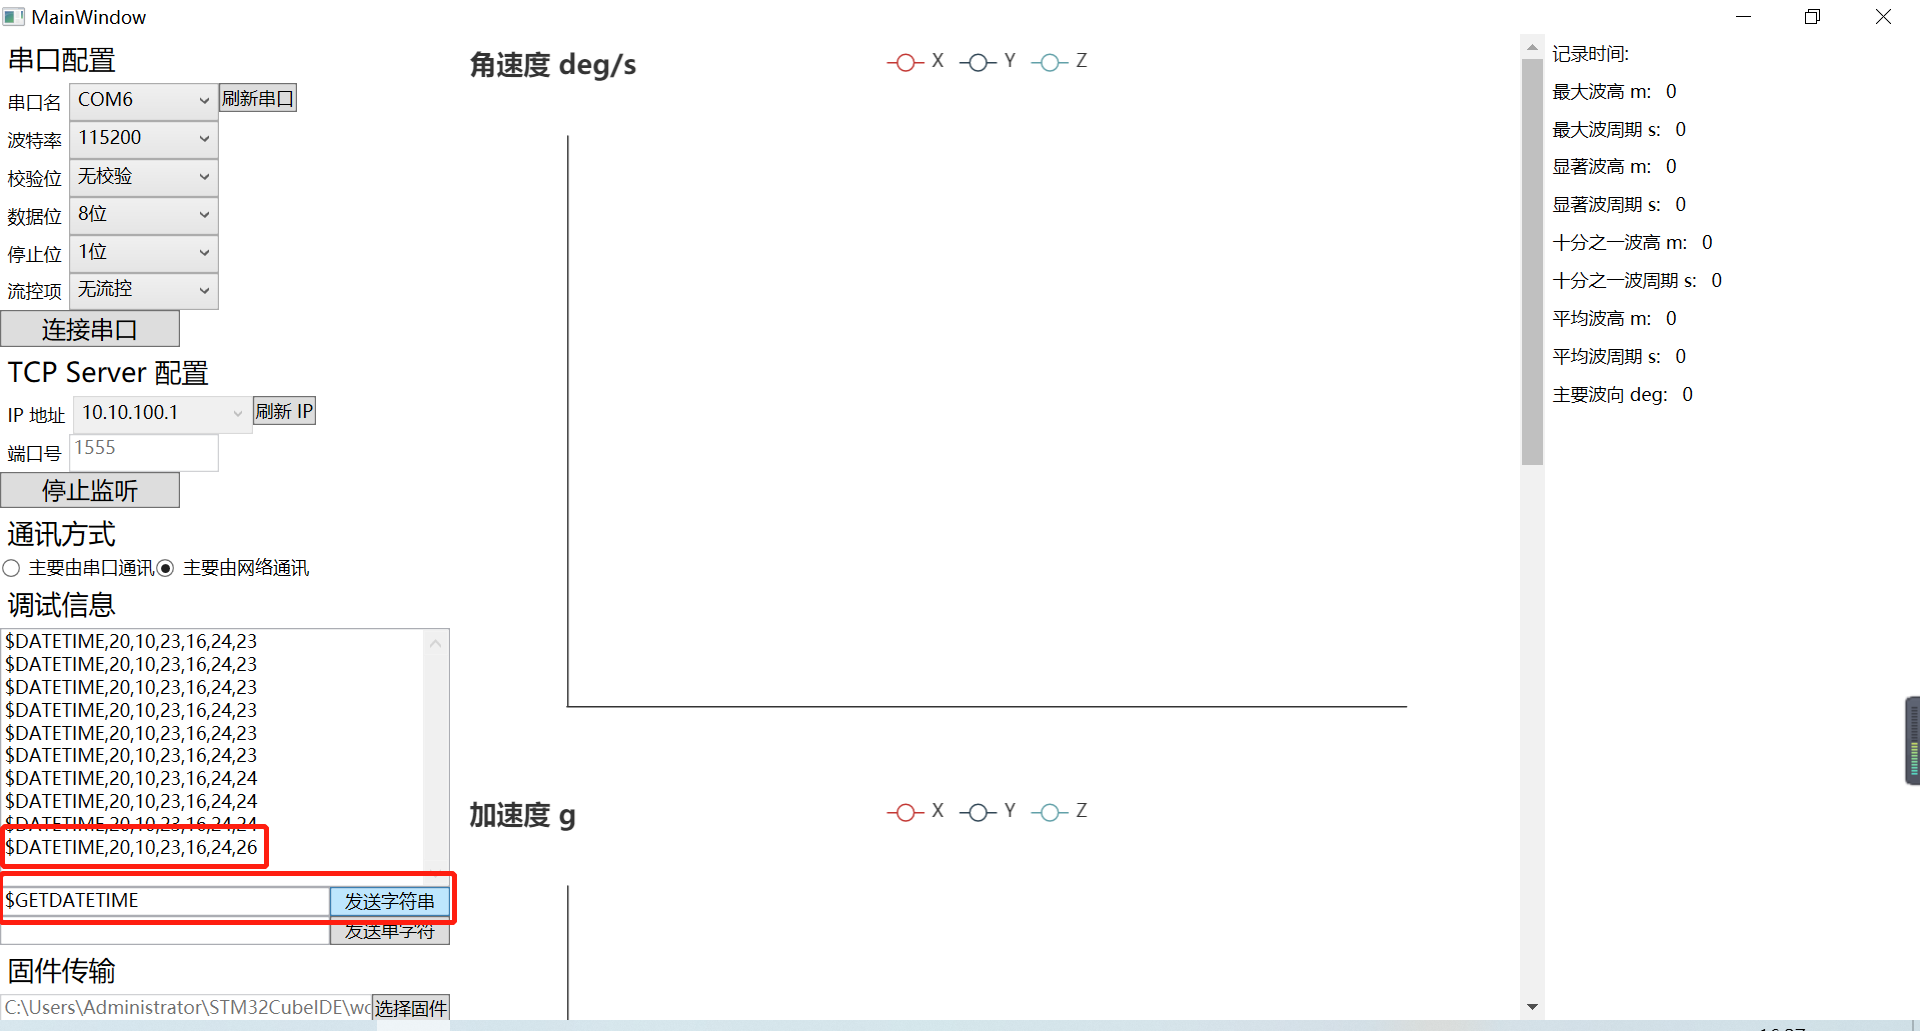 MainWindow
串口配置
串口名 COM6 刷新串口
波特率 115200
校验位 无校验
数据位 8位
停止位 1位
流控项 无流控
连接串口
TCP Server 配置
IP 地址 10.10.100.1 刷新 IP
端口号 1555
停止监听
通讯方式
主要由串口通讯 主要由网络通讯
调试信息
$DATETIME,20,10,23,16,24,23
$DATETIME,20,10,23,16,24,23
$DATETIME,20,10,23,16,24,23
$DATETIME,20,10,23,16,24,23
$DATETIME,20,10,23,16,24,23
$DATETIME,20,10,23,16,24,23
$DATETIME,20,10,23,16,24,24
$DATETIME,20,10,23,16,24,24
$DATETIME,20,10,23,16,24,24
$DATETIME,20,10,23,16,24,26
$GETDATETIME 发送字符串
发送单字符
固件传输
C:\Users\Administrator\STM32CubeIDE\wc 选择固件
角速度 deg/s
X Y Z
加速度 g
X Y Z
记录时间:
最大波高 m: 0
最大波周期 s: 0
显著波高 m: 0
显著波周期 s: 0
十分之一波高 m: 0
十分之一波周期 s: 0
平均波高 m: 0
平均波周期 s: 0
主要波向 deg: 0